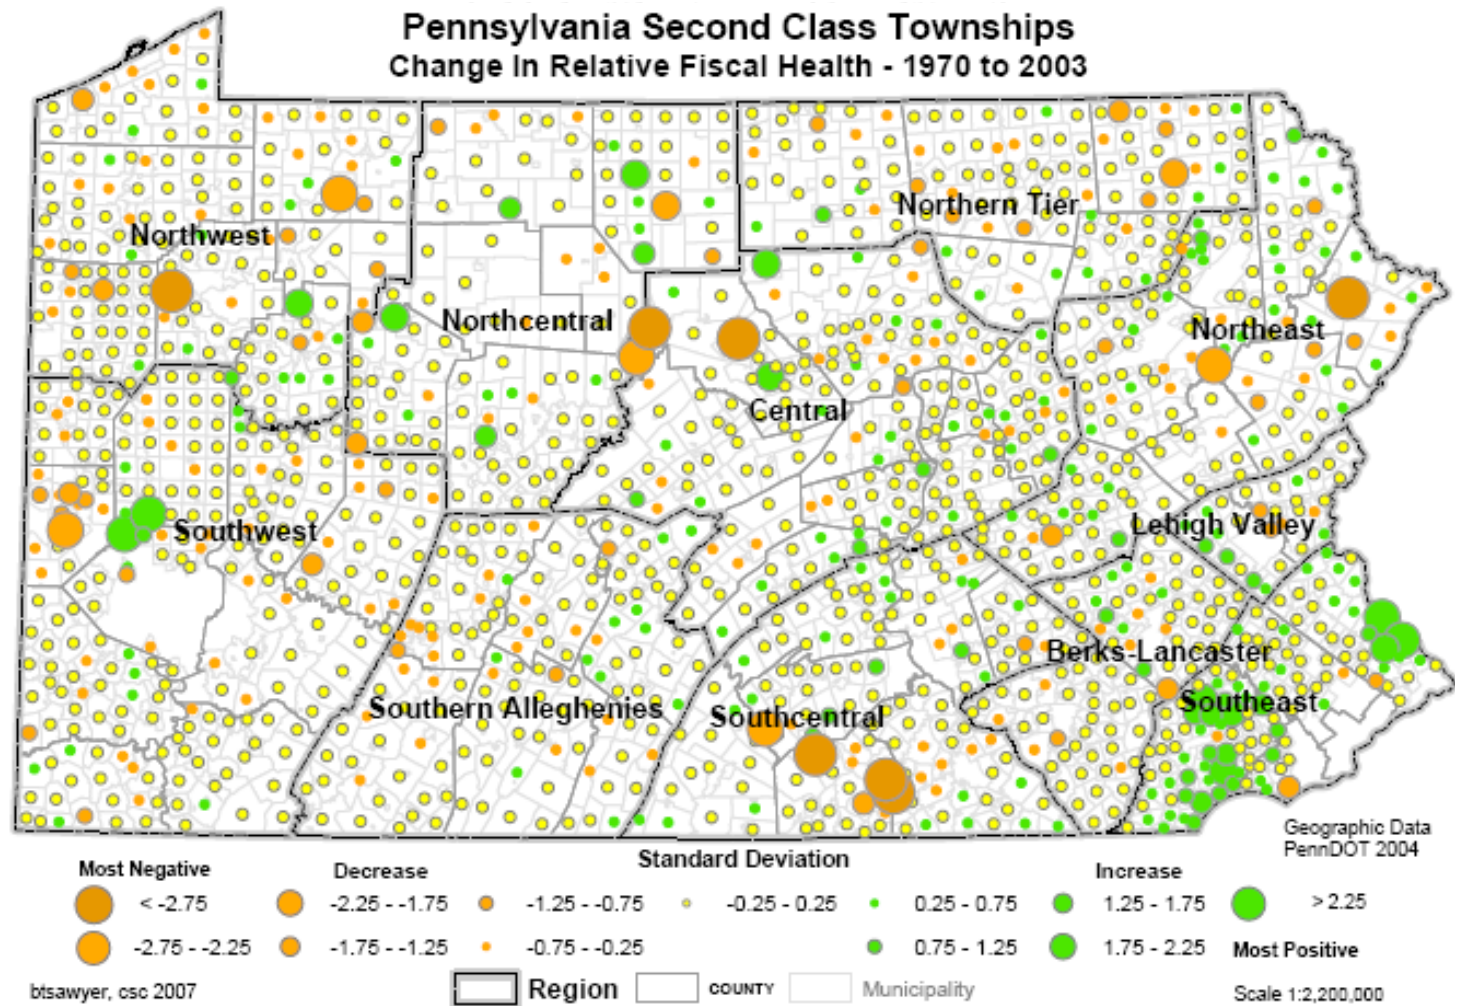 Pennsylvania Second Class Townships
Change In Relative Fiscal Health - 1970 to 2003
Northern Tier
Northwest
Northcentral
Northeast
Central
Lehigh Valley
Southwest
Berks-Lancaster
Southeast
Southern Alleghenies
Southcentral
Geographic Data
PennDOT 2004
Standard Deviation
Most Negative
Decrease
Increase
< -2.75
-2.25 - -1.75
-1.25 - -0.75
-0.25 - 0.25
0.25 - 0.75
1.25 - 1.75
> 2.25
-2.75 - -2.25
-1.75 - -1.25
-0.75 - -0.25
0.75 - 1.25
1.75 - 2.25
Most Positive
btsawyer, csc 2007
Region
COUNTY
Municipality
Scale 1:2,200,000